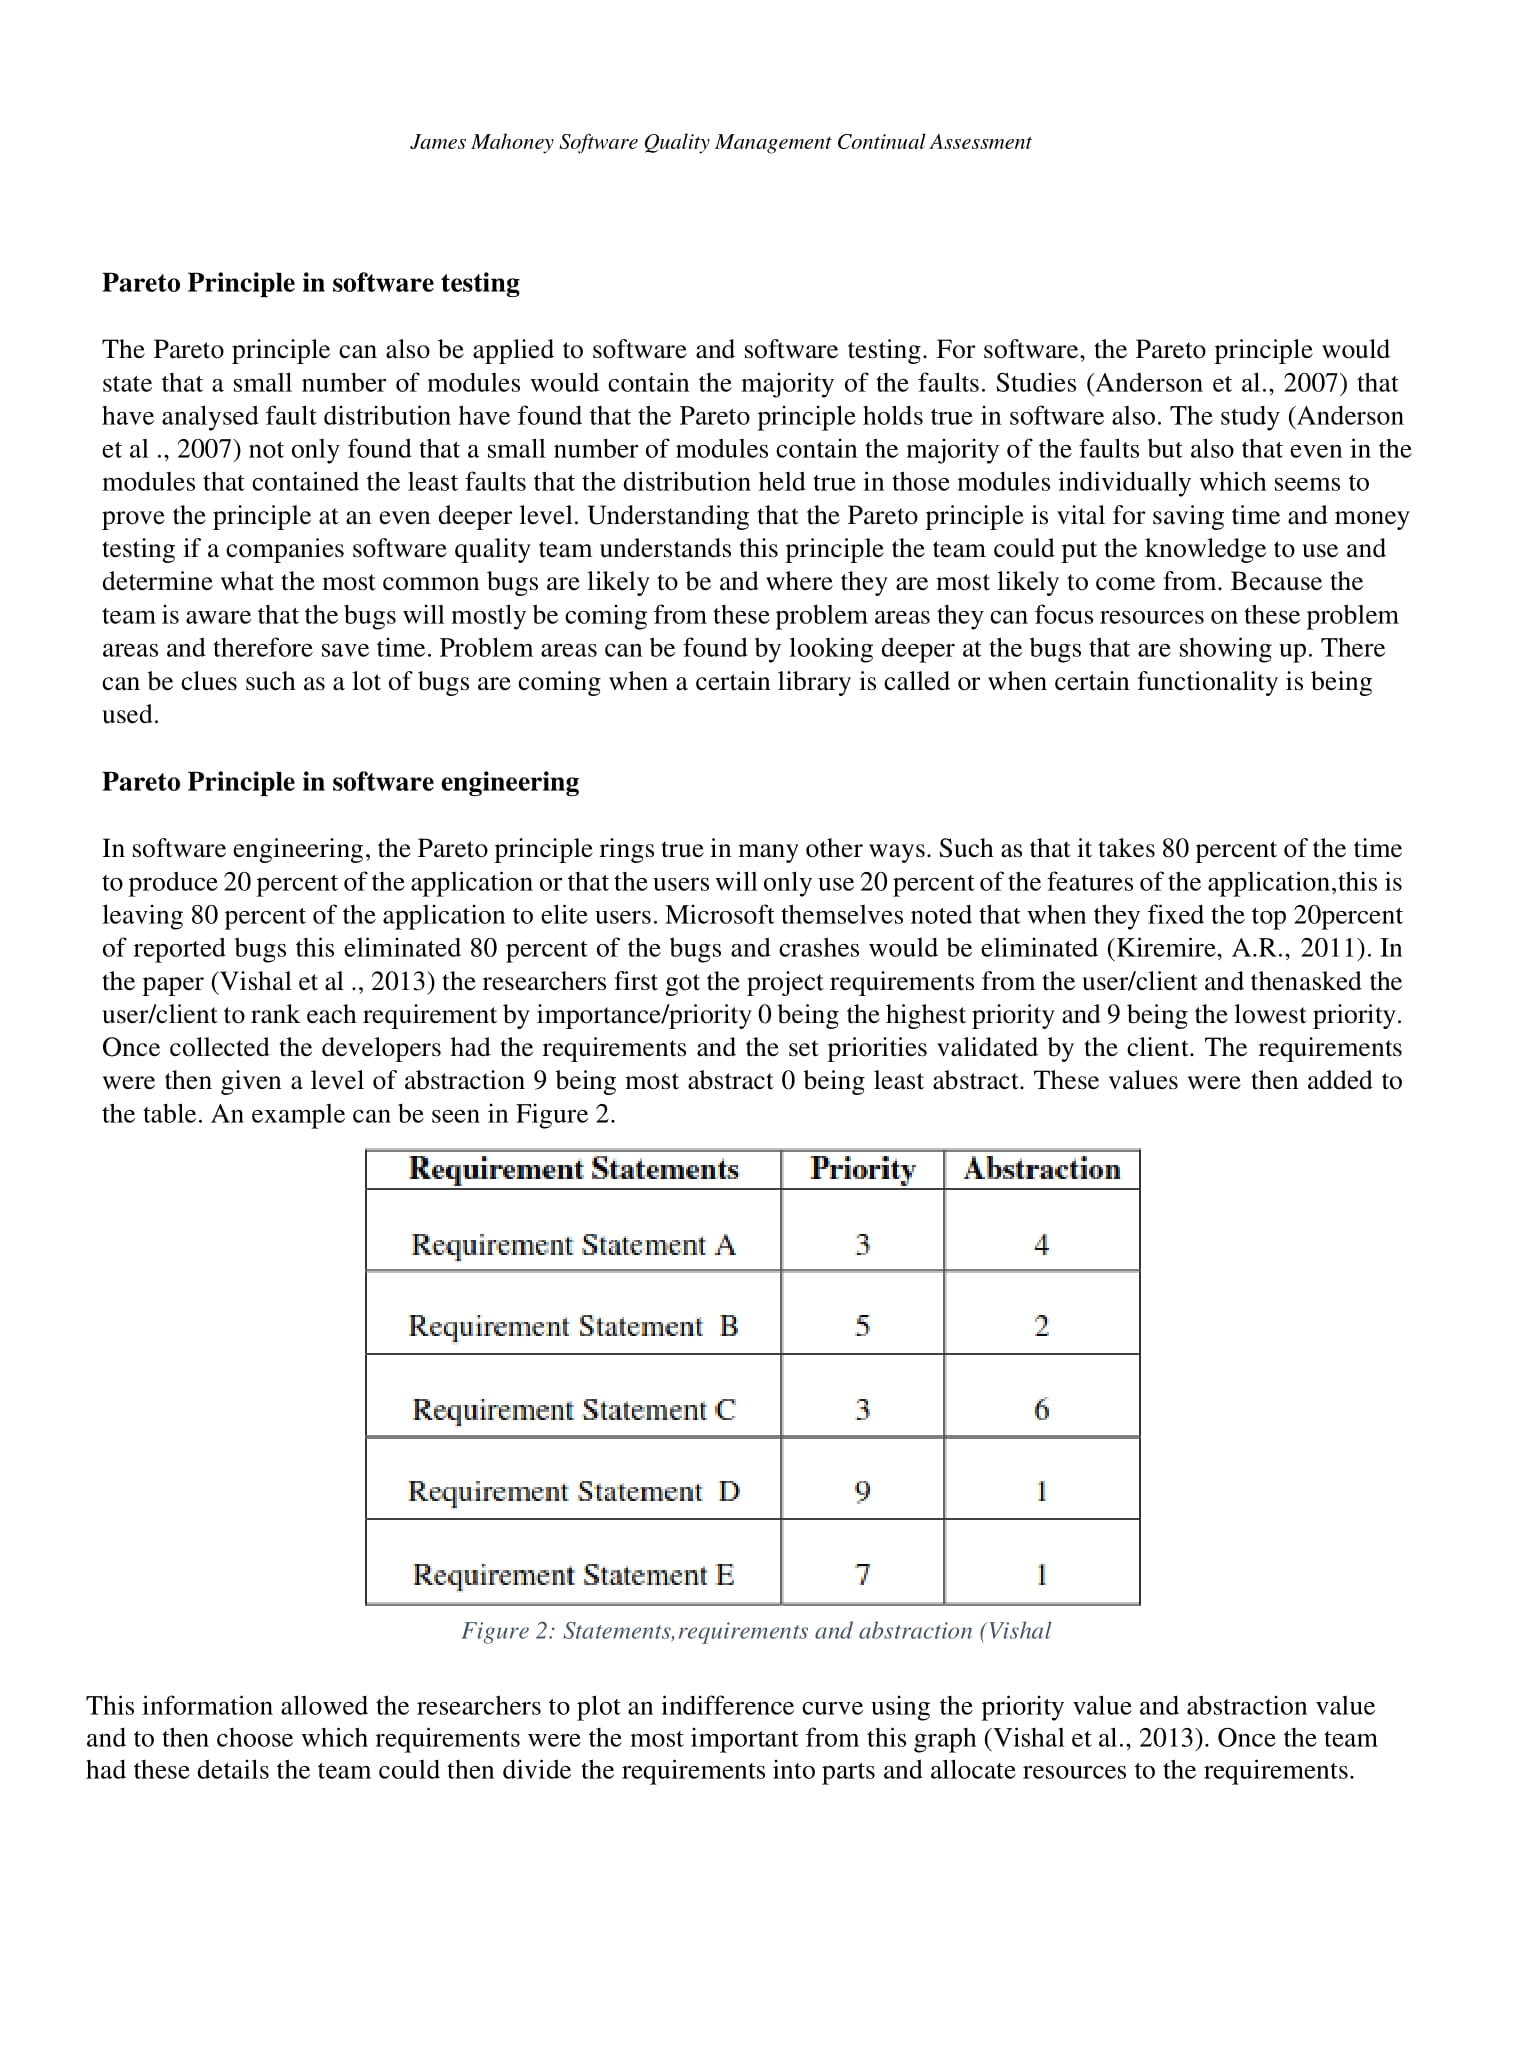 James Mahoney Software Quality Management Continual Assessment
Pareto Principle in software testing
The Pareto principle can also be applied to software and software testing. For software, the Pareto principle would
state that a small number of modules would contain the majority of the faults. Studies (Anderson et al., 2007) that
have analysed fault distribution have found that the Pareto principle holds true in software also. The study (Anderson
et al ., 2007) not only found that a small number of modules contain the majority of the faults but also that even in the
modules that contained the least faults that the distribution held true in those modules individually which seems to
prove the principle at an even deeper level. Understanding that the Pareto principle is vital for saving time and money
testing if a companies software quality team understands this principle the team could put the knowledge to use and
determine what the most common bugs are likely to be and where they are most likely to come from. Because the
team is aware that the bugs will mostly be coming from these problem areas they can focus resources on these problem
areas and therefore save time. Problem areas can be found by looking deeper at the bugs that are showing up. There
can be clues such as a lot of bugs are coming when a certain library is called or when certain functionality is being
used.
Pareto Principle in software engineering
In software engineering, the Pareto principle rings true in many other ways. Such as that it takes 80 percent of the time
to produce 20 percent of the application or that the users will only use 20 percent of the features of the application,this is
leaving 80 percent of the application to elite users. Microsoft themselves noted that when they fixed the top 20percent
of reported bugs this eliminated 80 percent of the bugs and crashes would be eliminated (Kiremire, A.R., 2011). In
the paper (Vishal et al ., 2013) the researchers first got the project requirements from the user/client and thenasked the
user/client to rank each requirement by importance/priority 0 being the highest priority and 9 being the lowest priority.
Once collected the developers had the requirements and the set priorities validated by the client. The requirements
were then given a level of abstraction 9 being most abstract 0 being least abstract. These values were then added to
the table. An example can be seen in Figure 2.
Requirement Statements Priority Abstraction
Requirement Statement A 3 4
Requirement Statement B 5 2
Requirement Statement C 3 6
Requirement Statement D 9 1
Requirement Statement E 7 1
Figure 2: Statements,requirements and abstraction (Vishal
This information allowed the researchers to plot an indifference curve using the priority value and abstraction value
and to then choose which requirements were the most important from this graph (Vishal et al., 2013). Once the team
had these details the team could then divide the requirements into parts and allocate resources to the requirements.